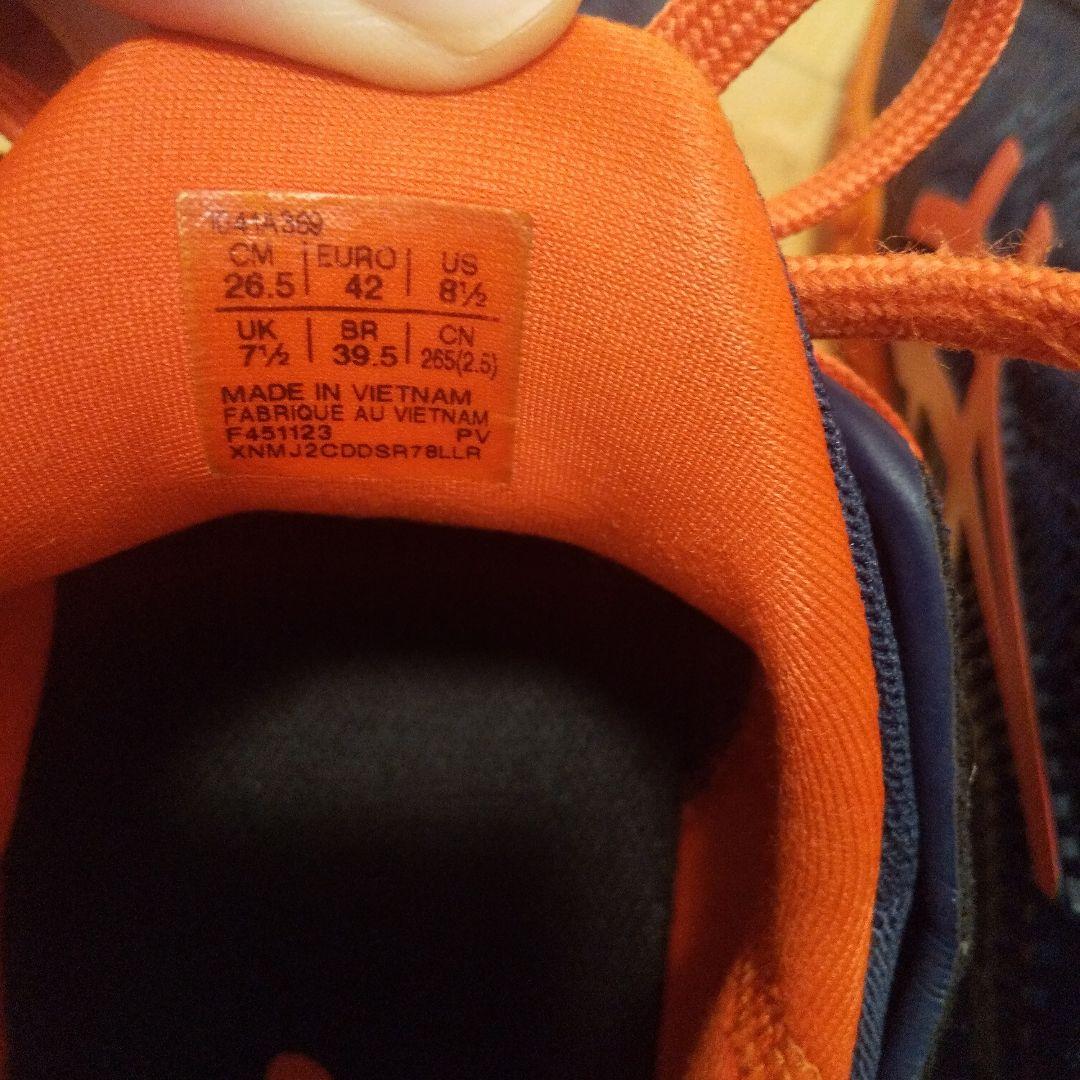 1041A369
CM | EURO | US
26.5 | 42 | 8½
UK | BR | CN
7½ | 39.5 | 265(2.5)
MADE IN VIETNAM
FABRIQUE AU VIETNAM
F451123 PV
XNMJ2CDDSR78LLR